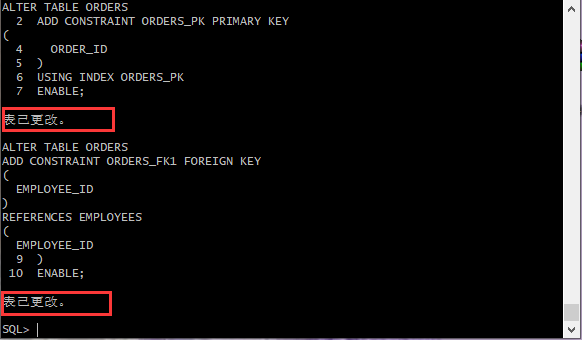 ALTER TABLE ORDERS
  2  ADD CONSTRAINT ORDERS_PK PRIMARY KEY
(
  4    ORDER_ID
  5  )
  6  USING INDEX ORDERS_PK
  7  ENABLE;
表已更改。
ALTER TABLE ORDERS
ADD CONSTRAINT ORDERS_FK1 FOREIGN KEY
(
  EMPLOYEE_ID
)
REFERENCES EMPLOYEES
(
  EMPLOYEE_ID
  9  )
 10  ENABLE;
表已更改。
SQL>